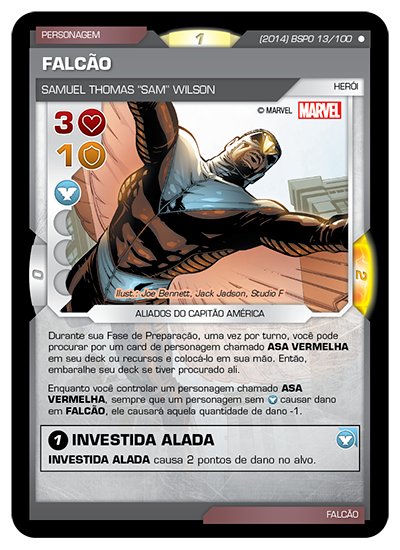 PERSONAGEM
1
(2014) BSPO 13/100
FALCÃO
SAMUEL THOMAS "SAM" WILSON
HERÓI
© MARVEL MARVEL
3
1
0
2
Ilust.: Joe Bennett, Jack Jadson, Studio F
ALIADOS DO CAPITÃO AMÉRICA
Durante sua Fase de Preparação, uma vez por turno, você pode
procurar por um card de personagem chamado ASA VERMELHA
em seu deck ou recursos e colocá-lo em sua mão. Então,
embaralhe seu deck se tiver procurado ali.
Enquanto você controlar um personagem chamado ASA
VERMELHA, sempre que um personagem sem causar dano
em FALCÃO, ele causará aquela quantidade de dano -1.
1 INVESTIDA ALADA
INVESTIDA ALADA causa 2 pontos de dano no alvo.
FALCÃO